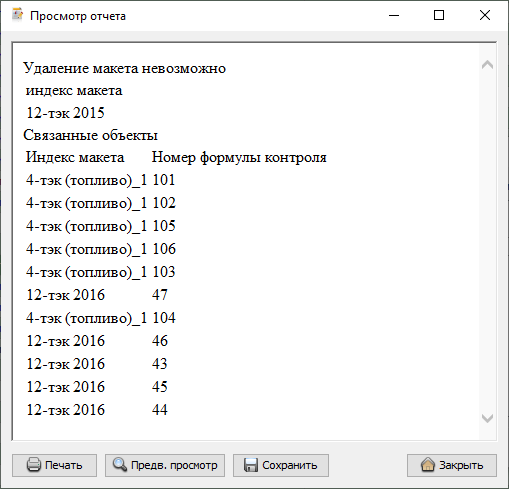 Просмотр отчета
Удаление макета невозможно
индекс макета
12-тэк 2015
Связанные объекты
Индекс макета Номер формулы контроля
4-тэк (топливо)_1 101
4-тэк (топливо)_1 102
4-тэк (топливо)_1 105
4-тэк (топливо)_1 106
4-тэк (топливо)_1 103
12-тэк 2016 47
4-тэк (топливо)_1 104
12-тэк 2016 46
12-тэк 2016 43
12-тэк 2016 45
12-тэк 2016 44
Печать Предв. просмотр Сохранить Закрыть